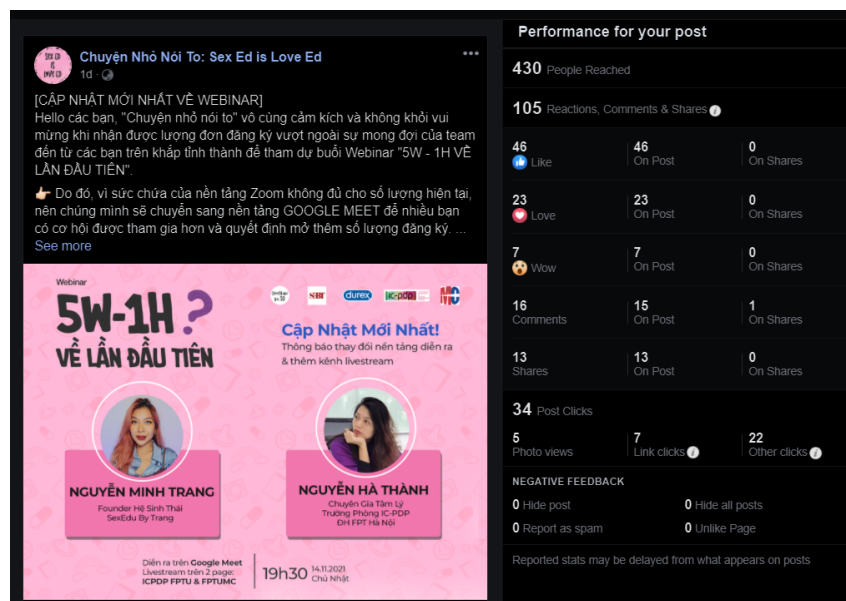 SEX ED
IS
LOVE ED
Chuyện Nhỏ Nói To: Sex Ed is Love Ed
1d ·
[CẬP NHẬT MỚI NHẤT VỀ WEBINAR]
Hello các bạn, "Chuyện nhỏ nói to" vô cùng cảm kích và không khỏi vui
mừng khi nhận được lượng đơn đăng ký vượt ngoài sự mong đợi của team
đến từ các bạn trên khắp tỉnh thành để tham dự buổi Webinar "5W - 1H VỀ
LẦN ĐẦU TIÊN".
👉🏻 Do đó, vì sức chứa của nền tảng Zoom không đủ cho số lượng hiện tại,
nên chúng mình sẽ chuyển sang nền tảng GOOGLE MEET để nhiều bạn
có cơ hội được tham gia hơn và quyết định mở thêm số lượng đăng ký. ...
See more
Webinar
5W-1H?
VỀ LẦN ĐẦU TIÊN
SEBT
durex
ic-pdp
MC
Cập Nhật Mới Nhất!
Thông báo thay đổi nền tảng diễn ra
& thêm kênh livestream
NGUYỄN MINH TRANG
Founder Hệ Sinh Thái
SexEdu By Trang
NGUYỄN HÀ THÀNH
Chuyên Gia Tâm Lý
Trưởng Phòng IC-PDP
ĐH FPT Hà Nội
Diễn ra trên Google Meet
Livestream trên 2 page:
ICPDP FPTU & FPTUMC
19h30
14.11.2021
Chủ Nhật
Performance for your post
430 People Reached
105 Reactions, Comments & Shares
46 46 0
Like On Post On Shares
23 23 0
Love On Post On Shares
7 7 0
Wow On Post On Shares
16 15 1
Comments On Post On Shares
13 13 0
Shares On Post On Shares
34 Post Clicks
5 7 22
Photo views Link clicks Other clicks
NEGATIVE FEEDBACK
0 Hide post 0 Hide all posts
0 Report as spam 0 Unlike Page
Reported stats may be delayed from what appears on posts